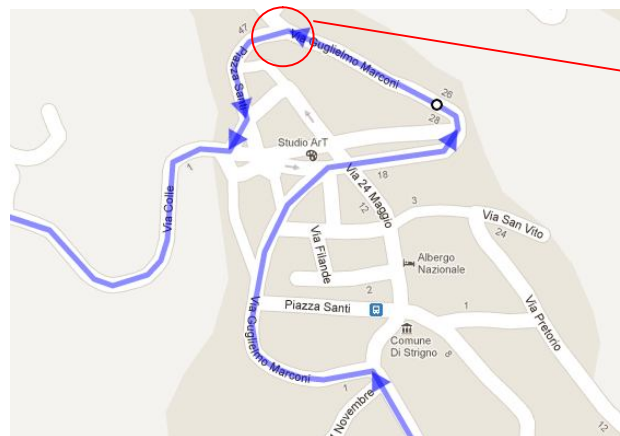 47
Via Guglielmo Marconi
Piazza Santi
26
28
Studio ArT
1
18
Via 24 Maggio
Via Colle
12
3
Via San Vito
24
Via Filande
Albergo
Nazionale
2
Via Pretorio
Piazza Santi
1
Via Guglielmo Marconi
Comune
Di Strigno
8
1
Novembre
12